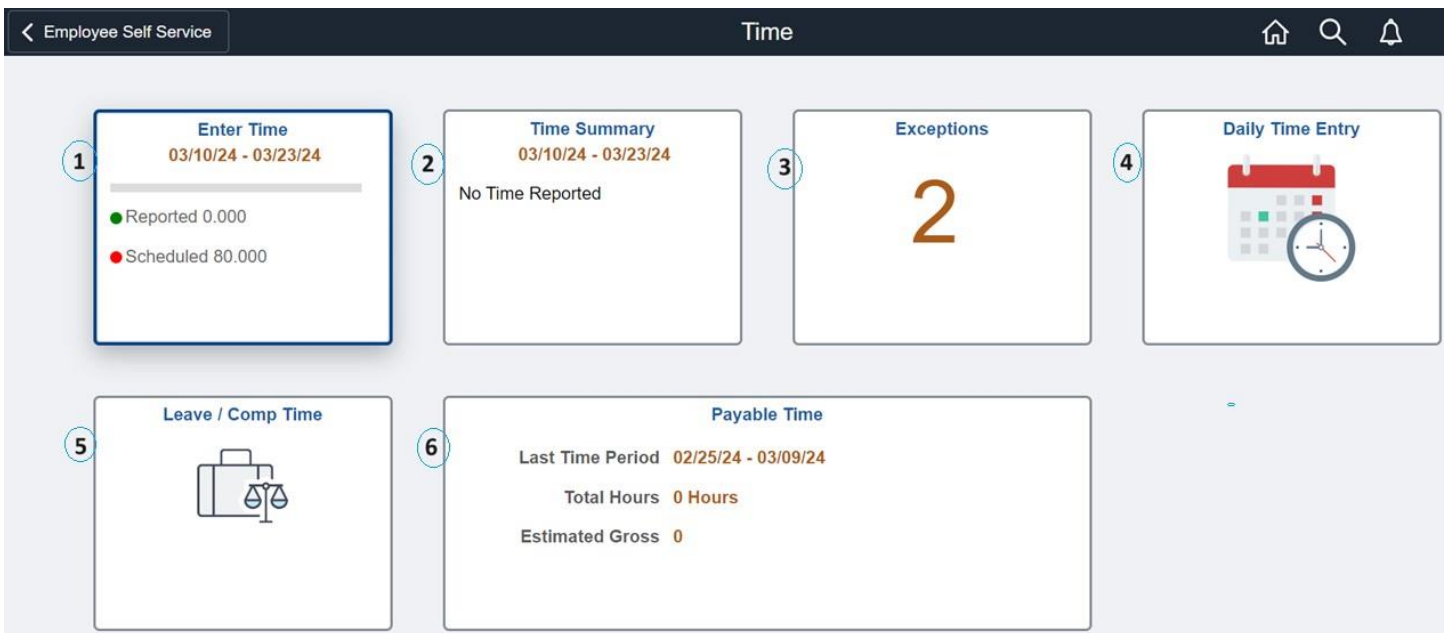 Employee Self Service
Time
1
Enter Time
03/10/24 - 03/23/24
Reported 0.000
Scheduled 80.000
2
Time Summary
03/10/24 - 03/23/24
No Time Reported
3
Exceptions
2
4
Daily Time Entry
5
Leave / Comp Time
6
Payable Time
Last Time Period 02/25/24 - 03/09/24
Total Hours 0 Hours
Estimated Gross 0